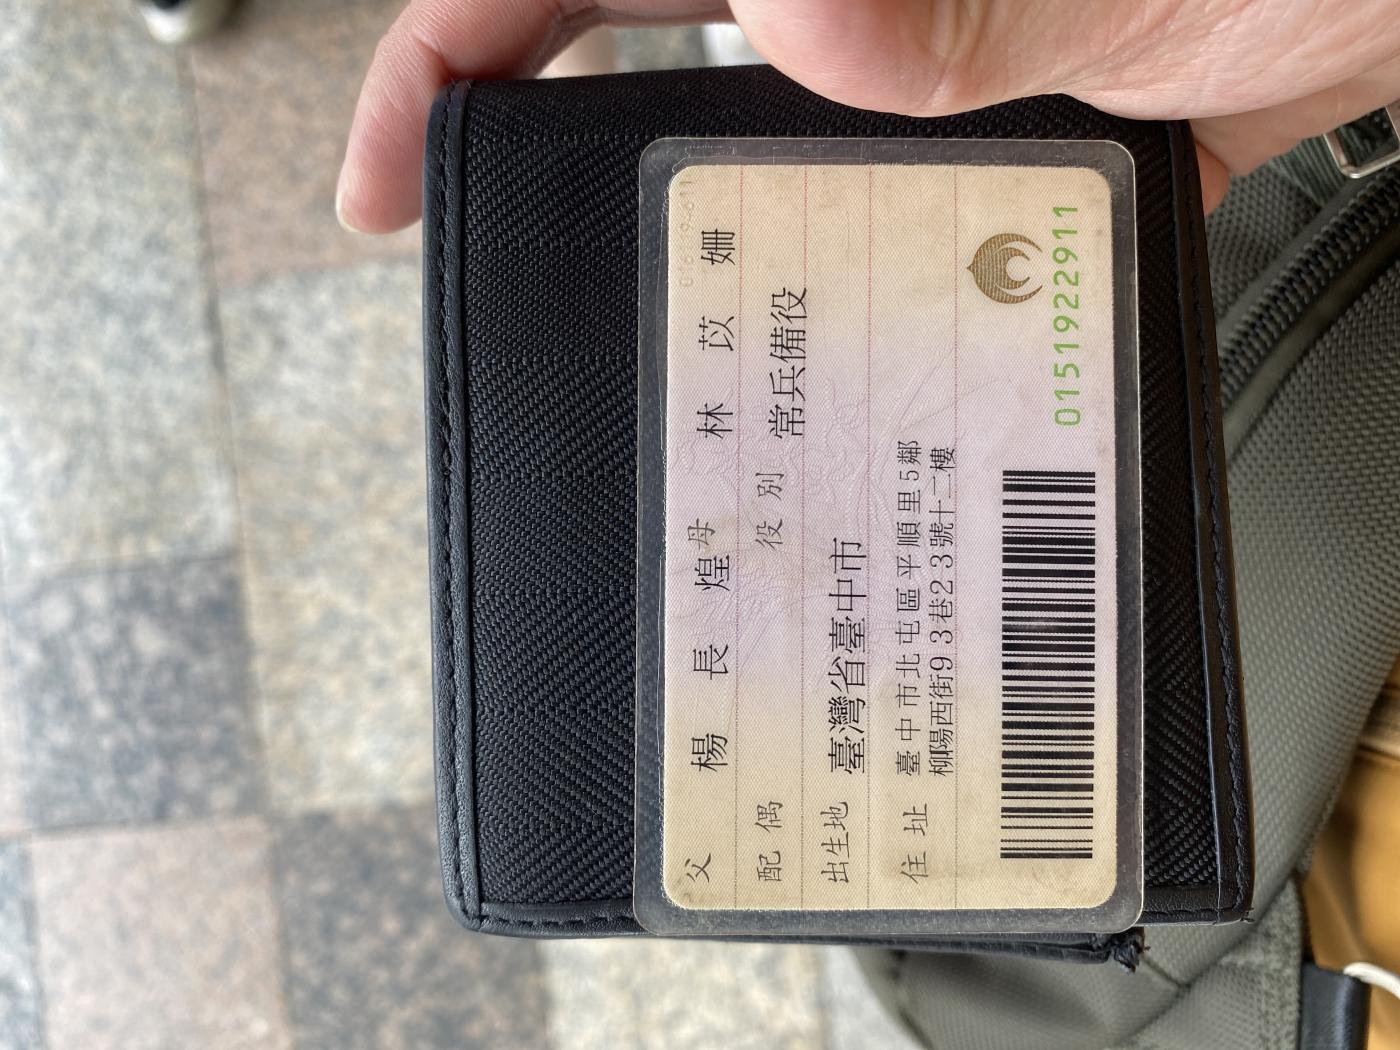 父 楊長煌 母 林苡姍
配偶 役別 常兵備役
出生地 臺灣省臺中市
住址 臺中市北屯區平順里5鄰
柳陽西街93巷23號十二樓
0151922911